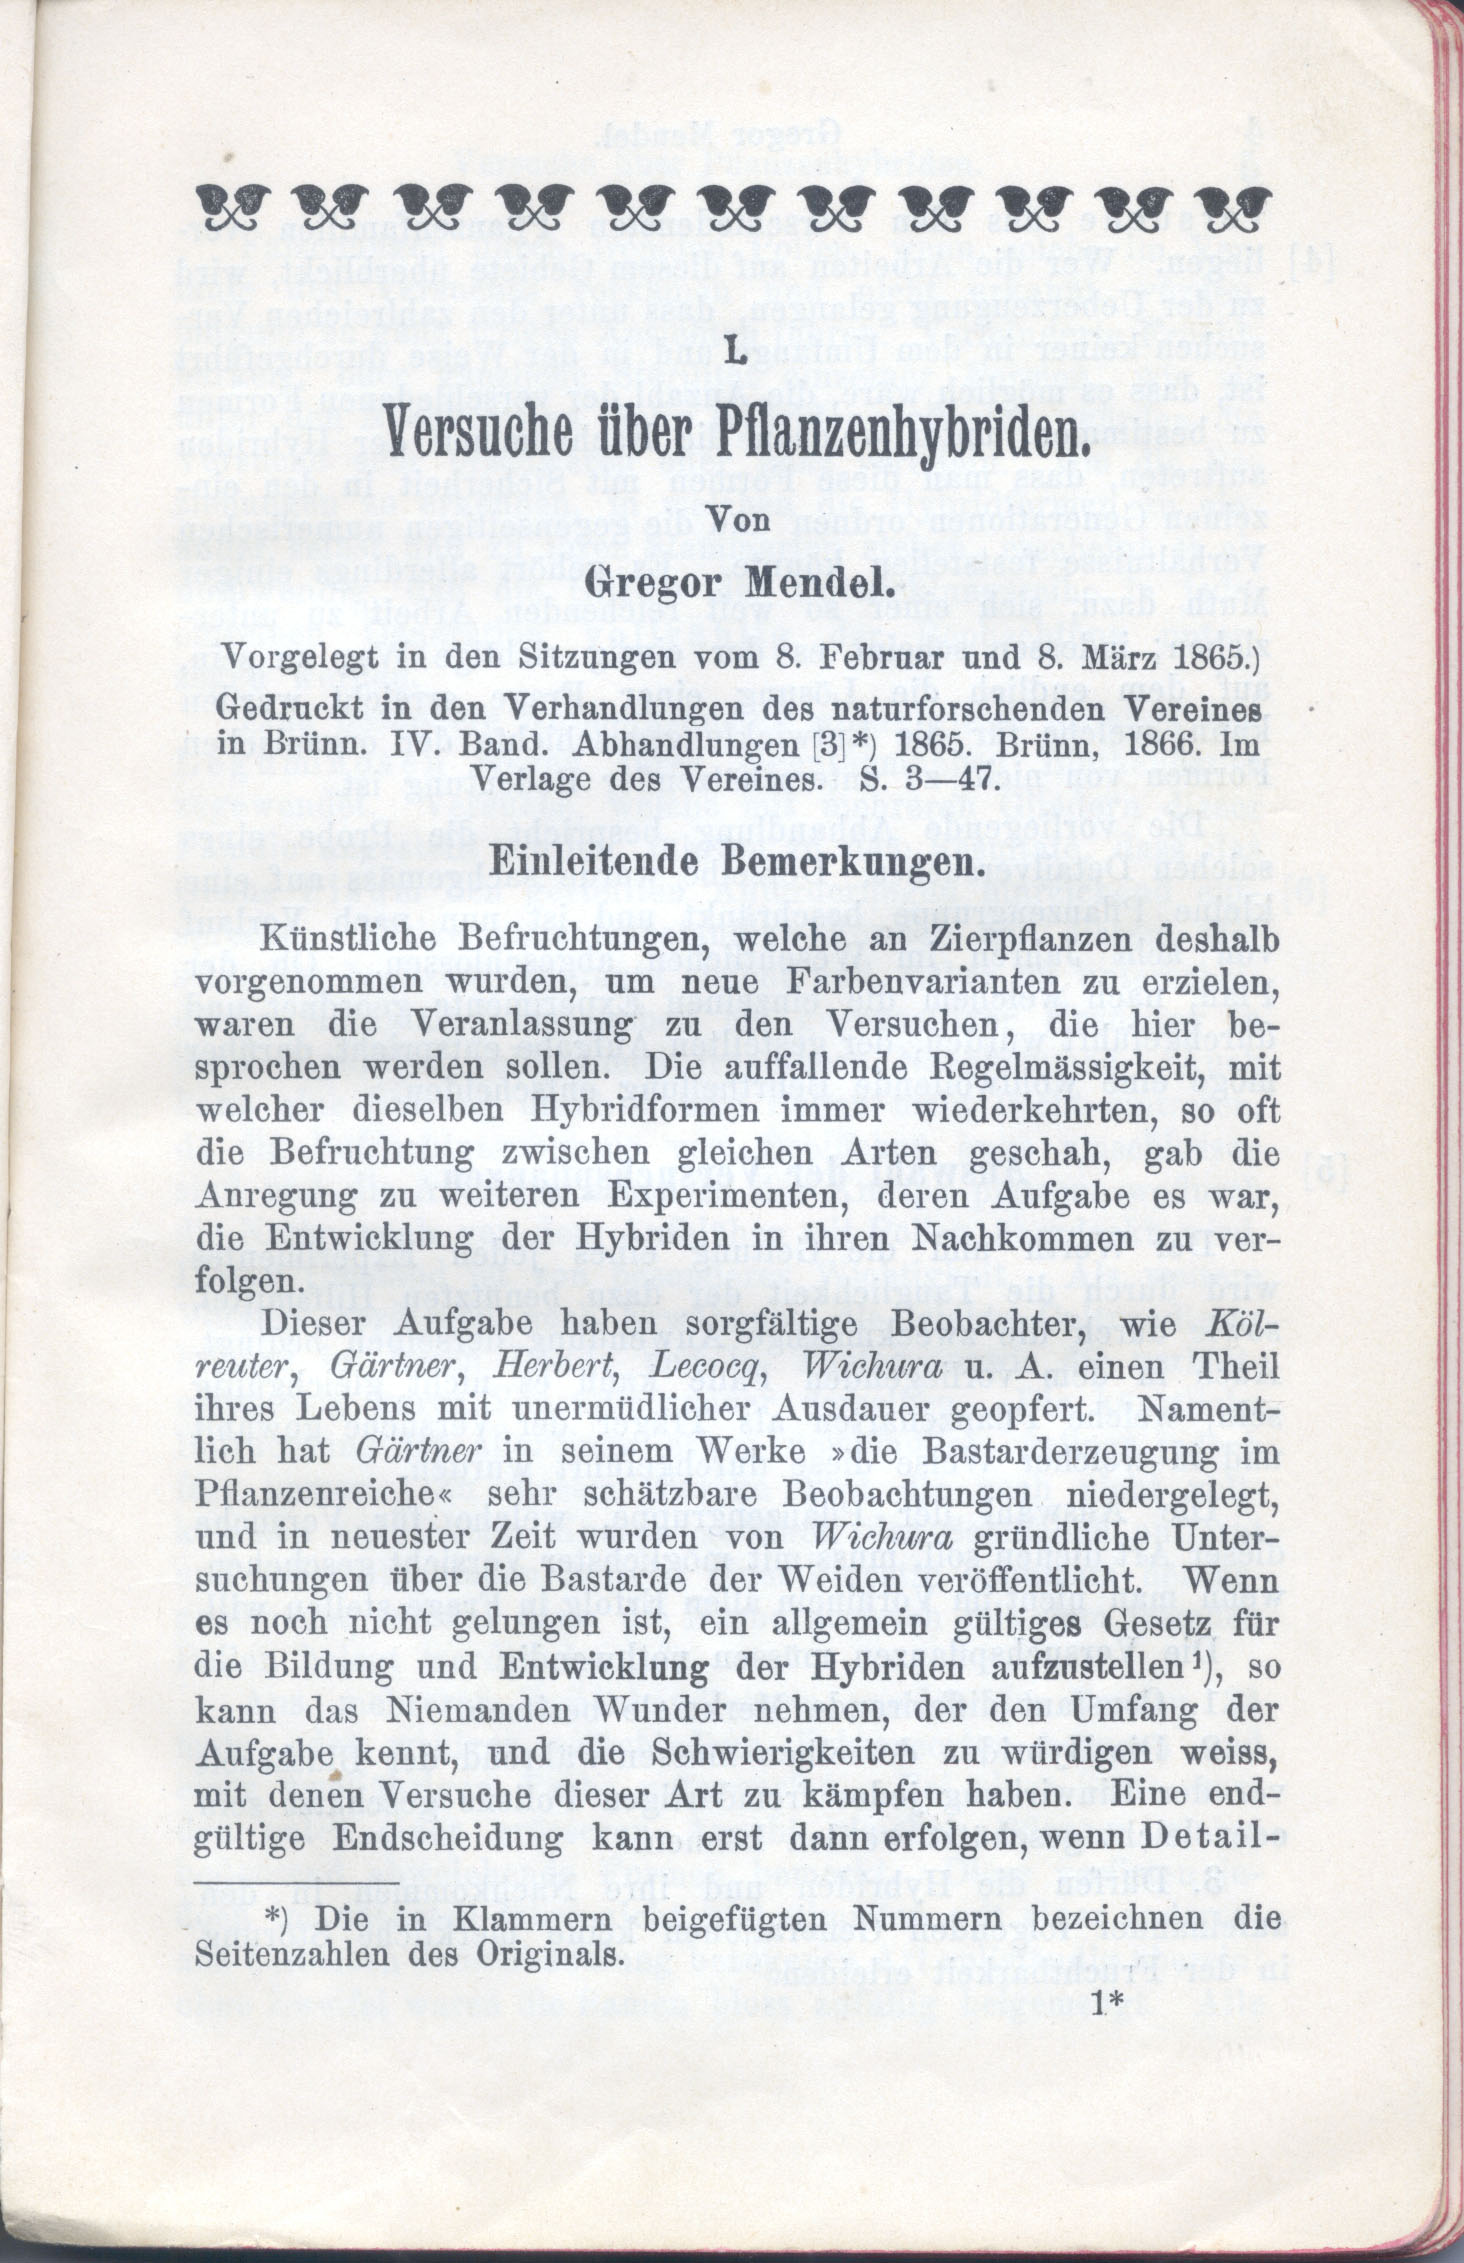 I.
Versuche über Pflanzenhybriden.
Von
Gregor Mendel.
Vorgelegt in den Sitzungen vom 8. Februar und 8. März 1865.)
Gedruckt in den Verhandlungen des naturforschenden Vereines
in Brünn. IV. Band. Abhandlungen [3]*) 1865. Brünn, 1866. Im
Verlage des Vereines. S. 3—47.
Einleitende Bemerkungen.
Künstliche Befruchtungen, welche an Zierpflanzen deshalb
vorgenommen wurden, um neue Farbenvarianten zu erzielen,
waren die Veranlassung zu den Versuchen, die hier be-
sprochen werden sollen. Die auffallende Regelmässigkeit, mit
welcher dieselben Hybridformen immer wiederkehrten, so oft
die Befruchtung zwischen gleichen Arten geschah, gab die
Anregung zu weiteren Experimenten, deren Aufgabe es war,
die Entwicklung der Hybriden in ihren Nachkommen zu ver-
folgen.
Dieser Aufgabe haben sorgfältige Beobachter, wie Köl-
reuter, Gärtner, Herbert, Lecocq, Wichura u. A. einen Theil
ihres Lebens mit unermüdlicher Ausdauer geopfert. Nament-
lich hat Gärtner in seinem Werke »die Bastarderzeugung im
Pflanzenreiche« sehr schätzbare Beobachtungen niedergelegt,
und in neuester Zeit wurden von Wichura gründliche Unter-
suchungen über die Bastarde der Weiden veröffentlicht. Wenn
es noch nicht gelungen ist, ein allgemein gültiges Gesetz für
die Bildung und Entwicklung der Hybriden aufzustellen¹), so
kann das Niemanden Wunder nehmen, der den Umfang der
Aufgabe kennt, und die Schwierigkeiten zu würdigen weiss,
mit denen Versuche dieser Art zu kämpfen haben. Eine end-
gültige Endscheidung kann erst dann erfolgen, wenn Detail-
*) Die in Klammern beigefügten Nummern bezeichnen die
Seitenzahlen des Originals.
1*